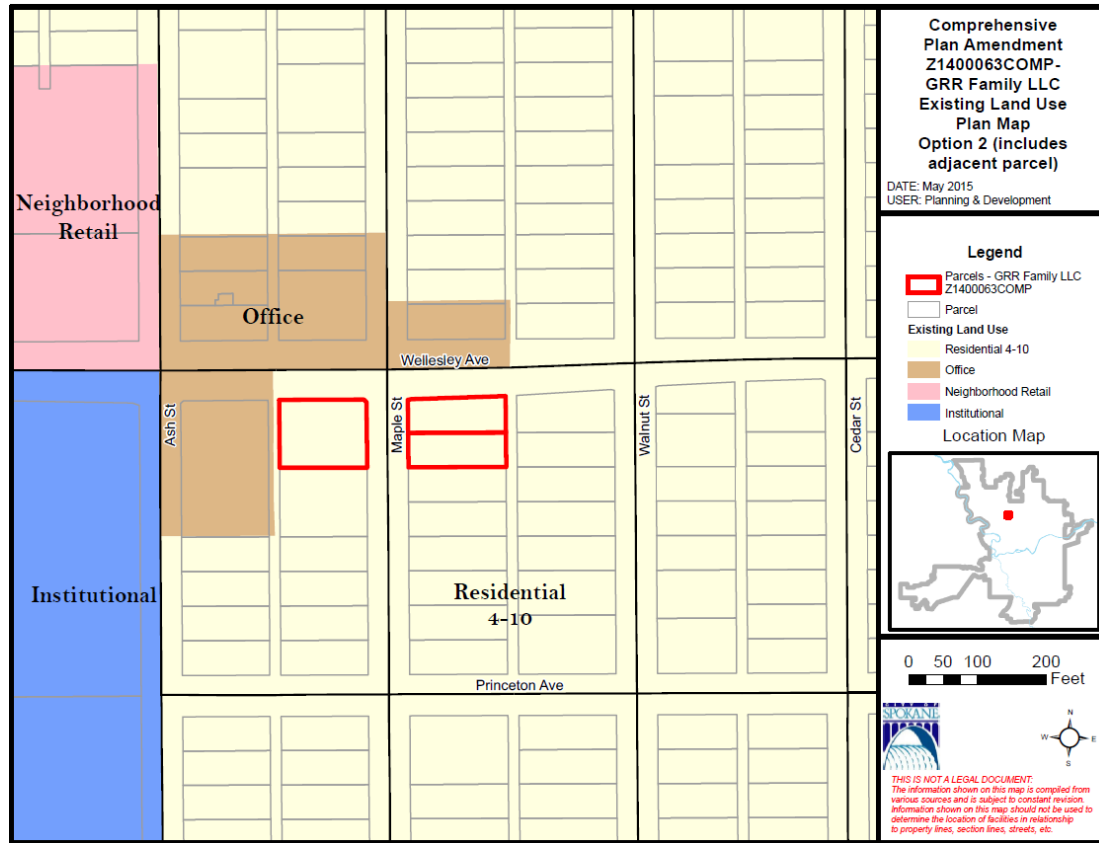 Neighborhood
Retail
Office
Wellesley Ave
Ash St
Maple St
Walnut St
Cedar St
Institutional
Residential
4-10
Princeton Ave
Comprehensive
Plan Amendment
Z1400063COMP-
GRR Family LLC
Existing Land Use
Plan Map
Option 2 (includes
adjacent parcel)
DATE: May 2015
USER: Planning & Development
Legend
Parcels - GRR Family LLC
Z1400063COMP
Parcel
Existing Land Use
Residential 4-10
Office
Neighborhood Retail
Institutional
Location Map
0 50 100 200
Feet
SPOKANE
N
W E
S
THIS IS NOT A LEGAL DOCUMENT:
The information shown on this map is compiled from
various sources and is subject to constant revision.
Information shown on this map should not be used to
determine the location of facilities in relationship
to property lines, section lines, streets, etc.